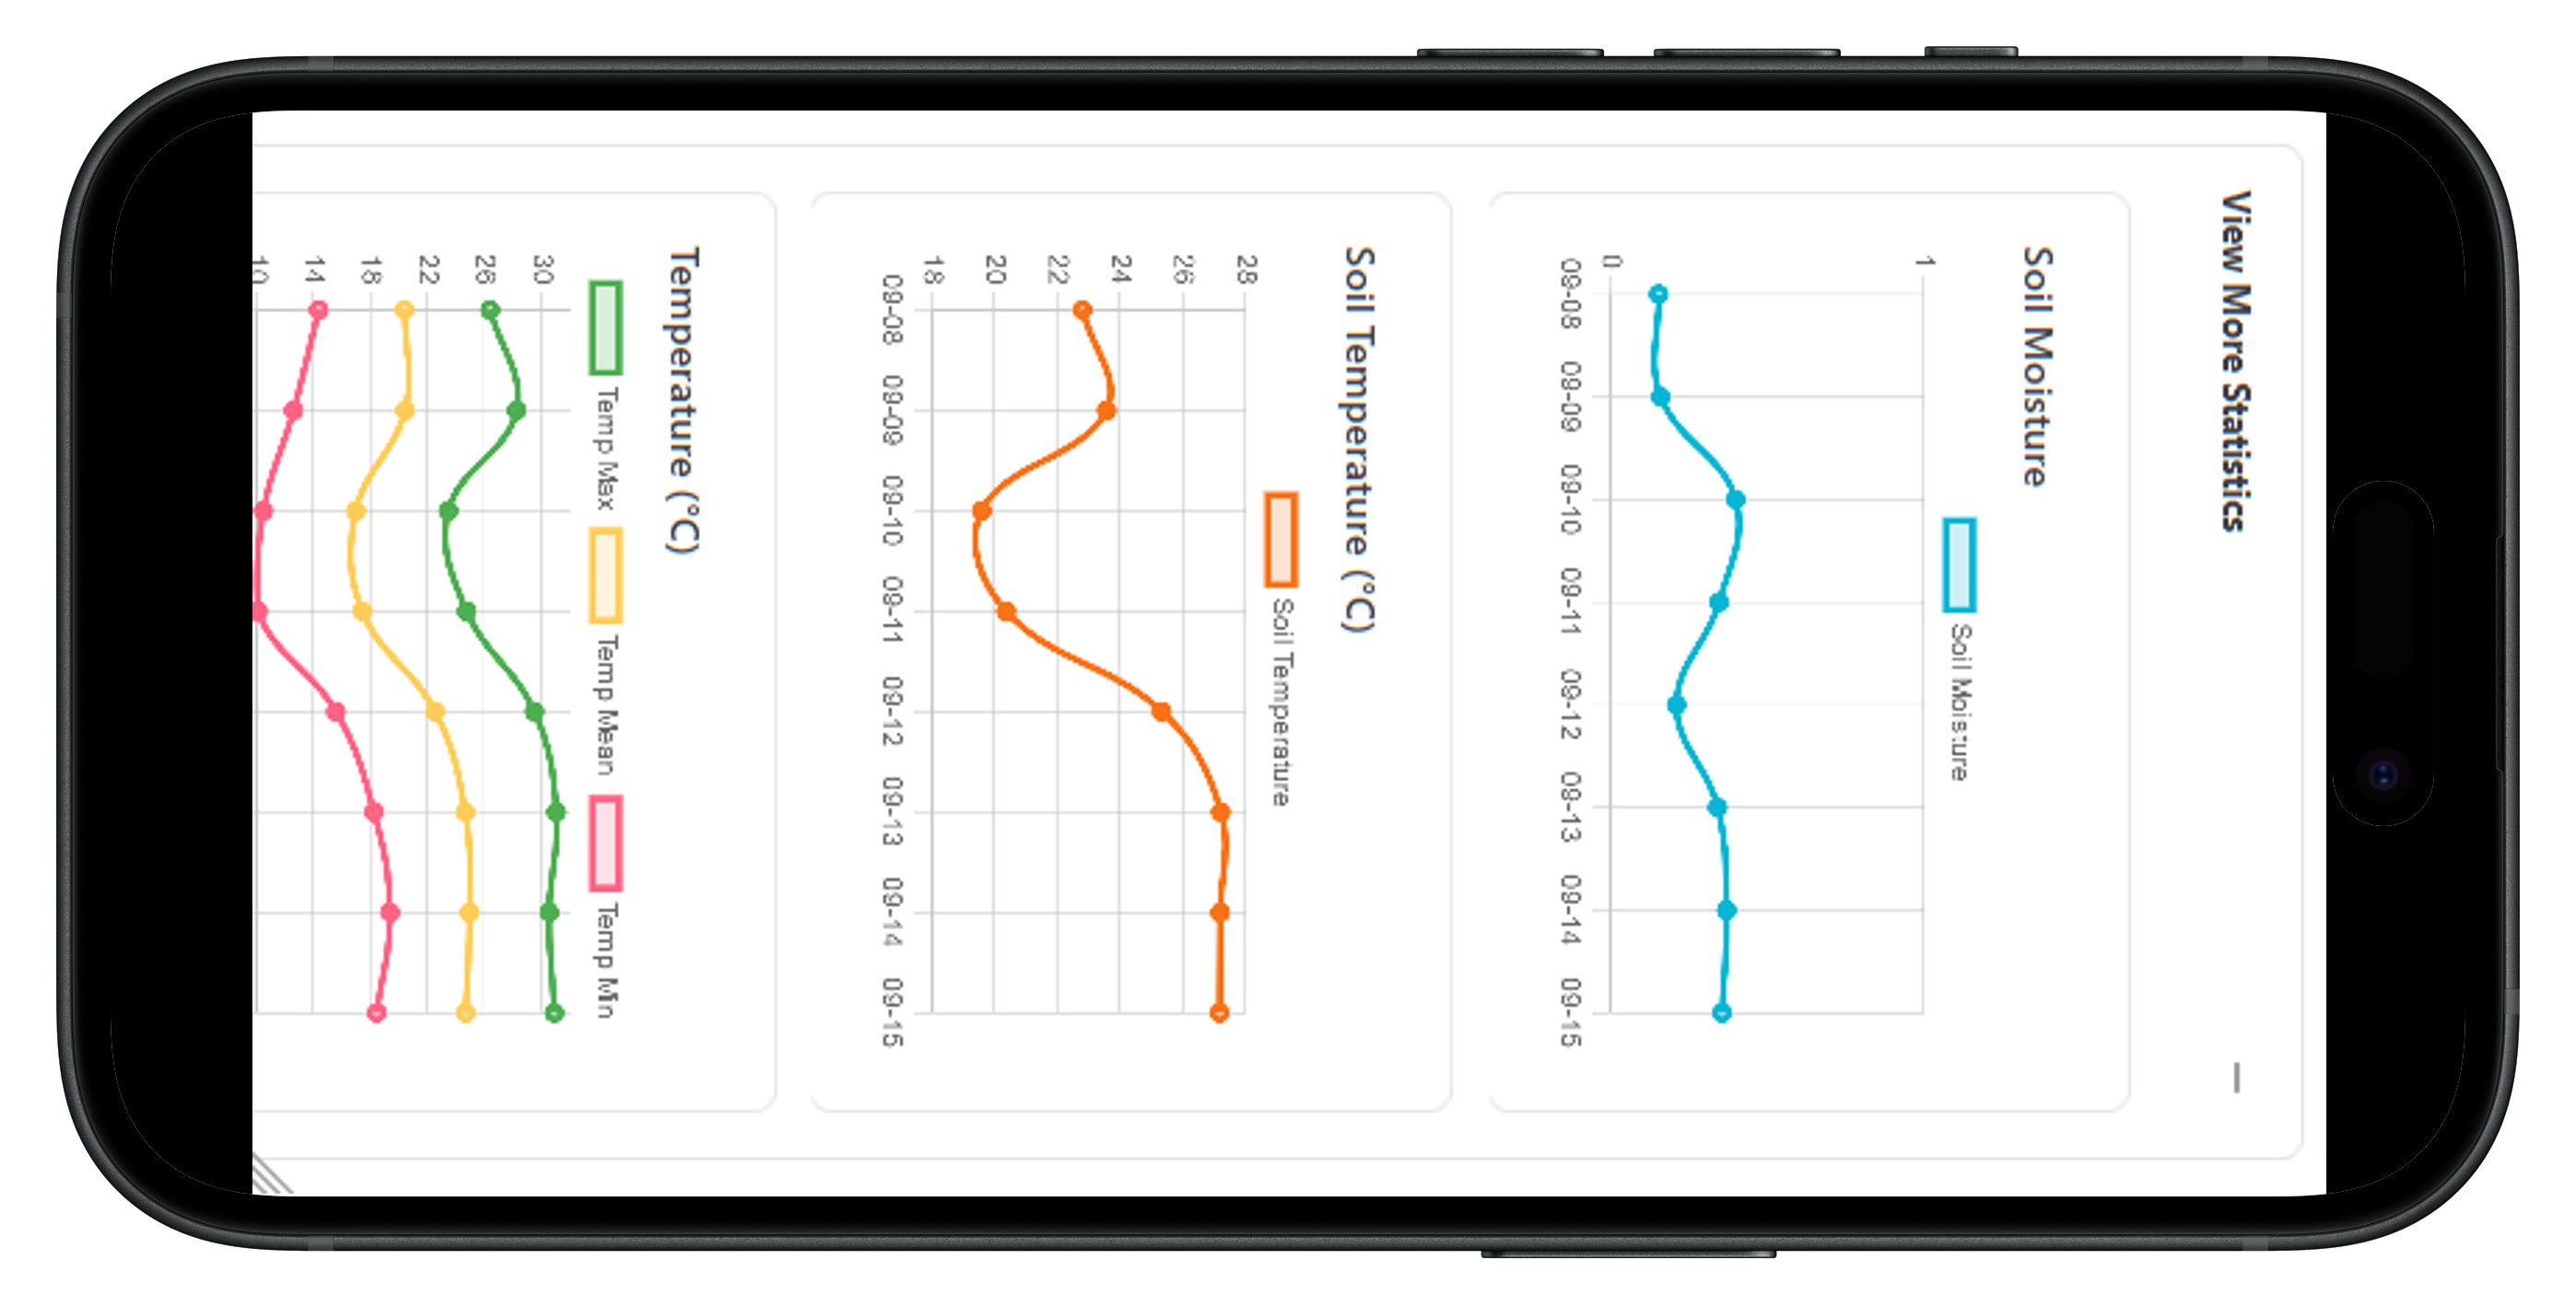 View More Statistics
Soil Moisture
Soil Moisture
1
0
09-08 09-09 09-10 09-11 09-12 09-13 09-14 09-15
Soil Temperature (°C)
Soil Temperature
28
26
24
22
20
18
09-08 09-09 09-10 09-11 09-12 09-13 09-14 09-15
Temperature (°C)
Temp Max Temp Mean Temp Min
30
26
22
18
14
10